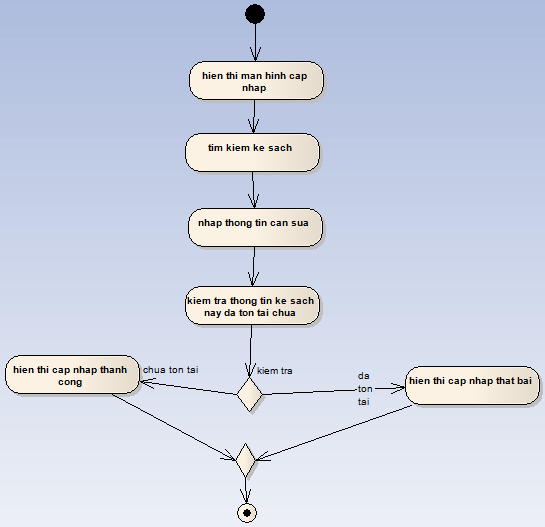 hien thi man hinh cap
nhap
tim kiem ke sach
nhap thong tin can sua
kiem tra thong tin ke sach
nay da ton tai chua
hien thi cap nhap thanh
cong
chua ton tai
kiem tra
da
ton
tai
hien thi cap nhap that bai